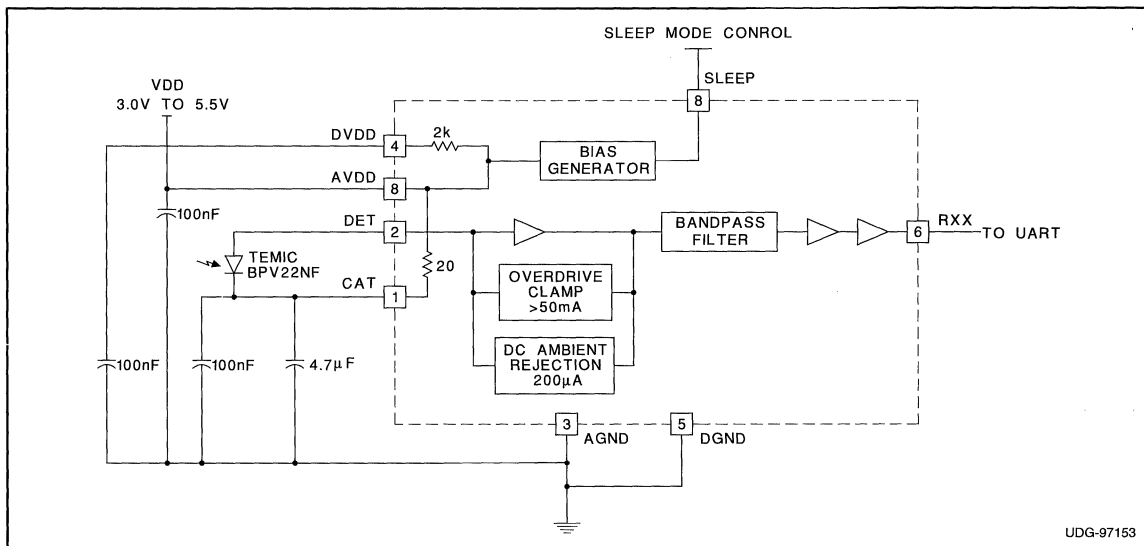 SLEEP MODE CONROL
SLEEP
8
VDD
3.0V TO 5.5V
DVDD
4
2k
BIAS
GENERATOR
AVDD
8
100nF
DET
2
BANDPASS
FILTER
6
RXX
TO UART
TEMIC
BPV22NF
20
CAT
1
OVERDRIVE
CLAMP
>50mA
100nF
100nF
4.7µF
DC AMBIENT
REJECTION
200µA
3
AGND
5
DGND
UDG-97153